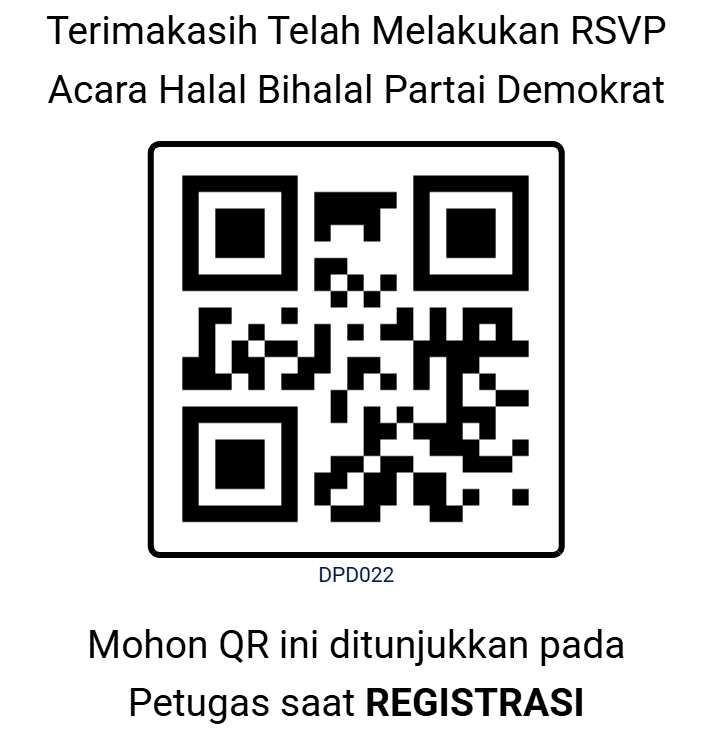 Terimakasih Telah Melakukan RSVP
Acara Halal Bihalal Partai Demokrat
DPD022
Mohon QR ini ditunjukkan pada
Petugas saat REGISTRASI